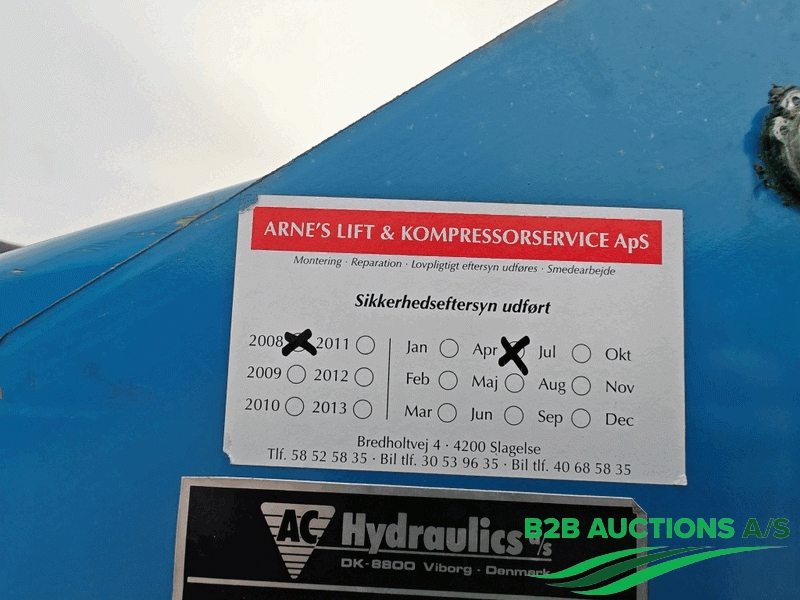 ARNE'S LIFT & KOMPRESSORSERVICE ApS
Montering · Reparation · Lovpligtigt eftersyn udføres · Smedearbejde
Sikkerhedseftersyn udført
2008 2011 Jan Apr Jul Okt
2009 2012 Feb Maj Aug Nov
2010 2013 Mar Jun Sep Dec
Bredholtvej 4 · 4200 Slagelse
Tlf. 58 52 58 35 · Bil tlf. 30 53 96 35 · Bil tlf. 40 68 58 35
AC Hydraulics a/s
DK-8800 Viborg - Denmark
B2B AUCTIONS A/S